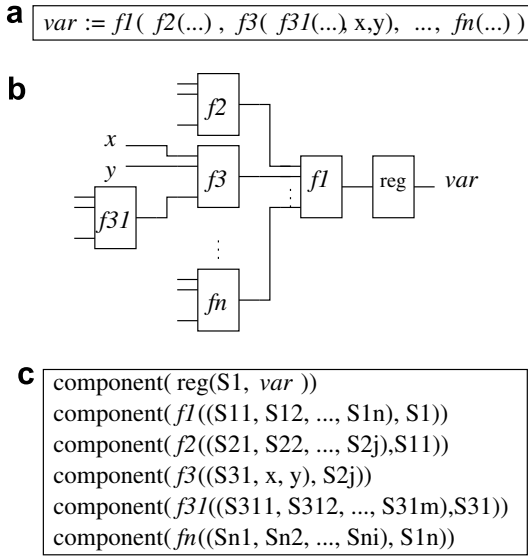 a
var := f1( f2(...) , f3( f31(...), x,y), ..., fn(...) )
b
f2
x
y
f3
f1
reg
var
f31
fn
c
component( reg(S1, var ))
component( f1((S11, S12, ..., S1n), S1))
component( f2((S21, S22, ..., S2j),S11))
component( f3((S31, x, y), S2j))
component( f31((S311, S312, ..., S31m),S31))
component( fn((Sn1, Sn2, ..., Sni), S1n))